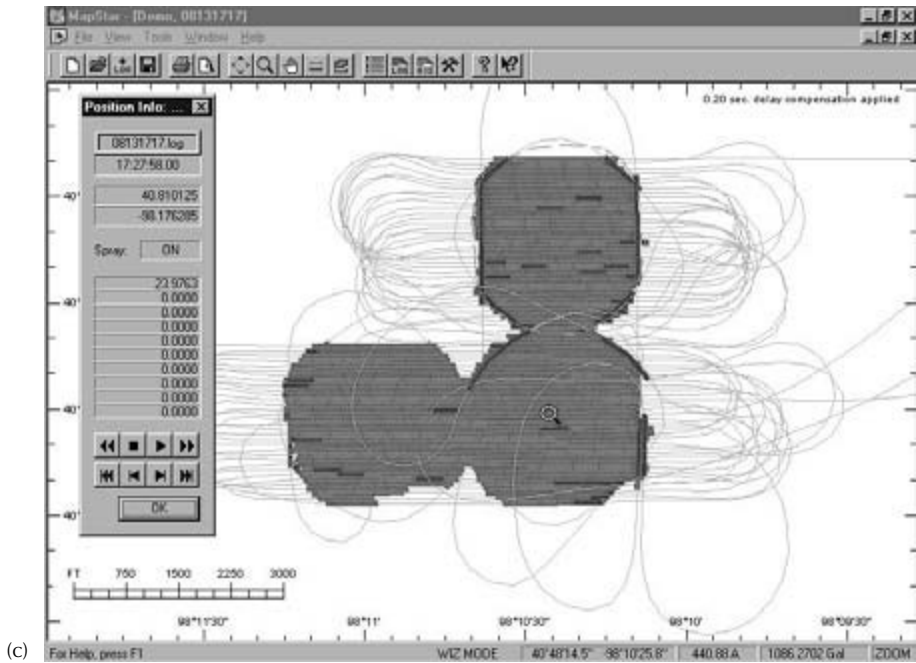 MapStar - [Demo, 08131717]
File View Tools Window Help
Position Info: ...
0.20 sec. delay compensation applied
08131717.log
17:27:58.00
40.810125
-98.176285
Spray: ON
23.9763
0.0000
0.0000
0.0000
0.0000
0.0000
0.0000
0.0000
0.0000
0.0000
OK
40'
40'
40'
40'
FT 750 1500 2250 3000
98°11'30" 98°11' 98°10'30" 98°10' 98°09'30"
(c)
For Help, press F1 WIZ MODE 40°48'14.5" -98°10'25.8" 440.88 A 1086.2702 Gal ZOOM